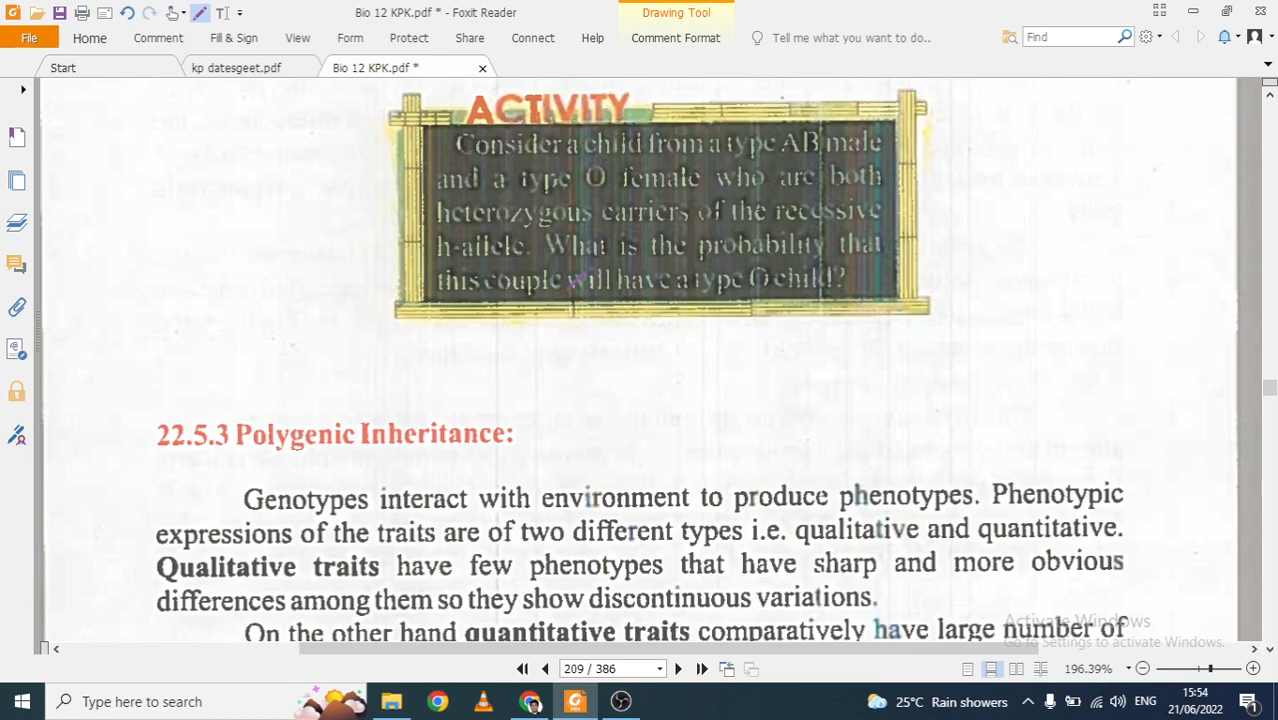 Bio 12 KPK.pdf * - Foxit Reader
Drawing Tool
File
Home
Comment
Fill & Sign
View
Form
Protect
Share
Connect
Help
Comment Format
Tell me what you want to do..
Find
Start
kp datesgeet.pdf
Bio 12 KPK.pdf *
ACTIVITY
Consider a child from a type AB male
and a type O female who are both
heterozygous carriers of the recessive
h-allele. What is the probability that
this couple will have a type O child?
22.5.3 Polygenic Inheritance:
Genotypes interact with environment to produce phenotypes. Phenotypic
expressions of the traits are of two different types i.e. qualitative and quantitative.
Qualitative traits have few phenotypes that have sharp and more obvious
differences among them so they show discontinuous variations.
On the other hand quantitative traits comparatively have large number of
Activate Windows
Go to Settings to activate Windows.
209 / 386
196.39%
Type here to search
25°C Rain showers
ENG
15:54
21/06/2022
1